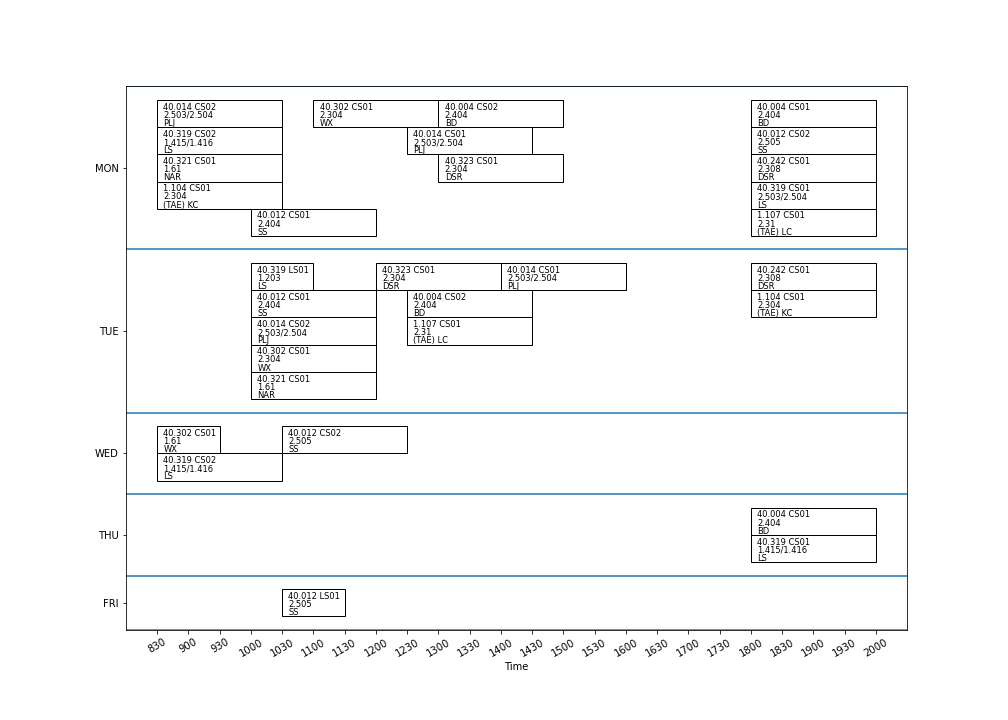 40.014 CS02
2.503/2.504
PLJ
40.319 CS02
1.415/1.416
LS
40.321 CS01
1.61
NAR
1.104 CS01
2.304
(TAE) KC
40.012 CS01
2.404
SS
40.302 CS01
2.304
WX
40.004 CS02
2.404
BD
40.014 CS01
2.503/2.504
PLJ
40.323 CS01
2.304
DSR
40.004 CS01
2.404
BD
40.012 CS02
2.505
SS
40.242 CS01
2.308
DSR
40.319 CS01
2.503/2.504
LS
1.107 CS01
2.31
(TAE) LC
MON
40.319 LS01
1.203
LS
40.012 CS01
2.404
SS
40.014 CS02
2.503/2.504
PLJ
40.302 CS01
2.304
WX
40.321 CS01
1.61
NAR
40.323 CS01
2.304
DSR
40.004 CS02
2.404
BD
1.107 CS01
2.31
(TAE) LC
40.014 CS01
2.503/2.504
PLJ
40.242 CS01
2.308
DSR
1.104 CS01
2.304
(TAE) KC
TUE
40.302 CS01
1.61
WX
40.319 CS02
1.415/1.416
LS
40.012 CS02
2.505
SS
WED
40.004 CS01
2.404
BD
40.319 CS01
1.415/1.416
LS
THU
40.012 LS01
2.505
SS
FRI
830 900 930 1000 1030 1100 1130 1200 1230 1300 1330 1400 1430 1500 1530 1600 1630 1700 1730 1800 1830 1900 1930 2000
Time